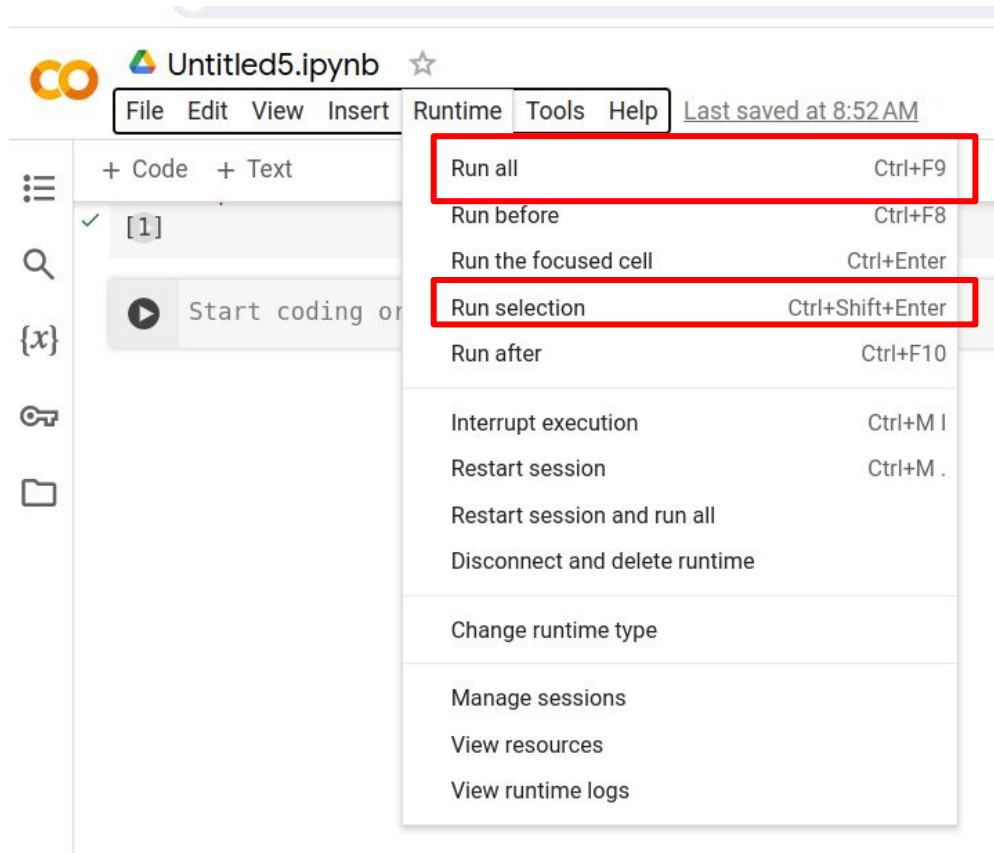 Untitled5.ipynb
File Edit View Insert Runtime Tools Help Last saved at 8:52 AM
+ Code + Text
[1]
Start coding or
Run all Ctrl+F9
Run before Ctrl+F8
Run the focused cell Ctrl+Enter
Run selection Ctrl+Shift+Enter
Run after Ctrl+F10
Interrupt execution Ctrl+M I
Restart session Ctrl+M .
Restart session and run all
Disconnect and delete runtime
Change runtime type
Manage sessions
View resources
View runtime logs
{x}